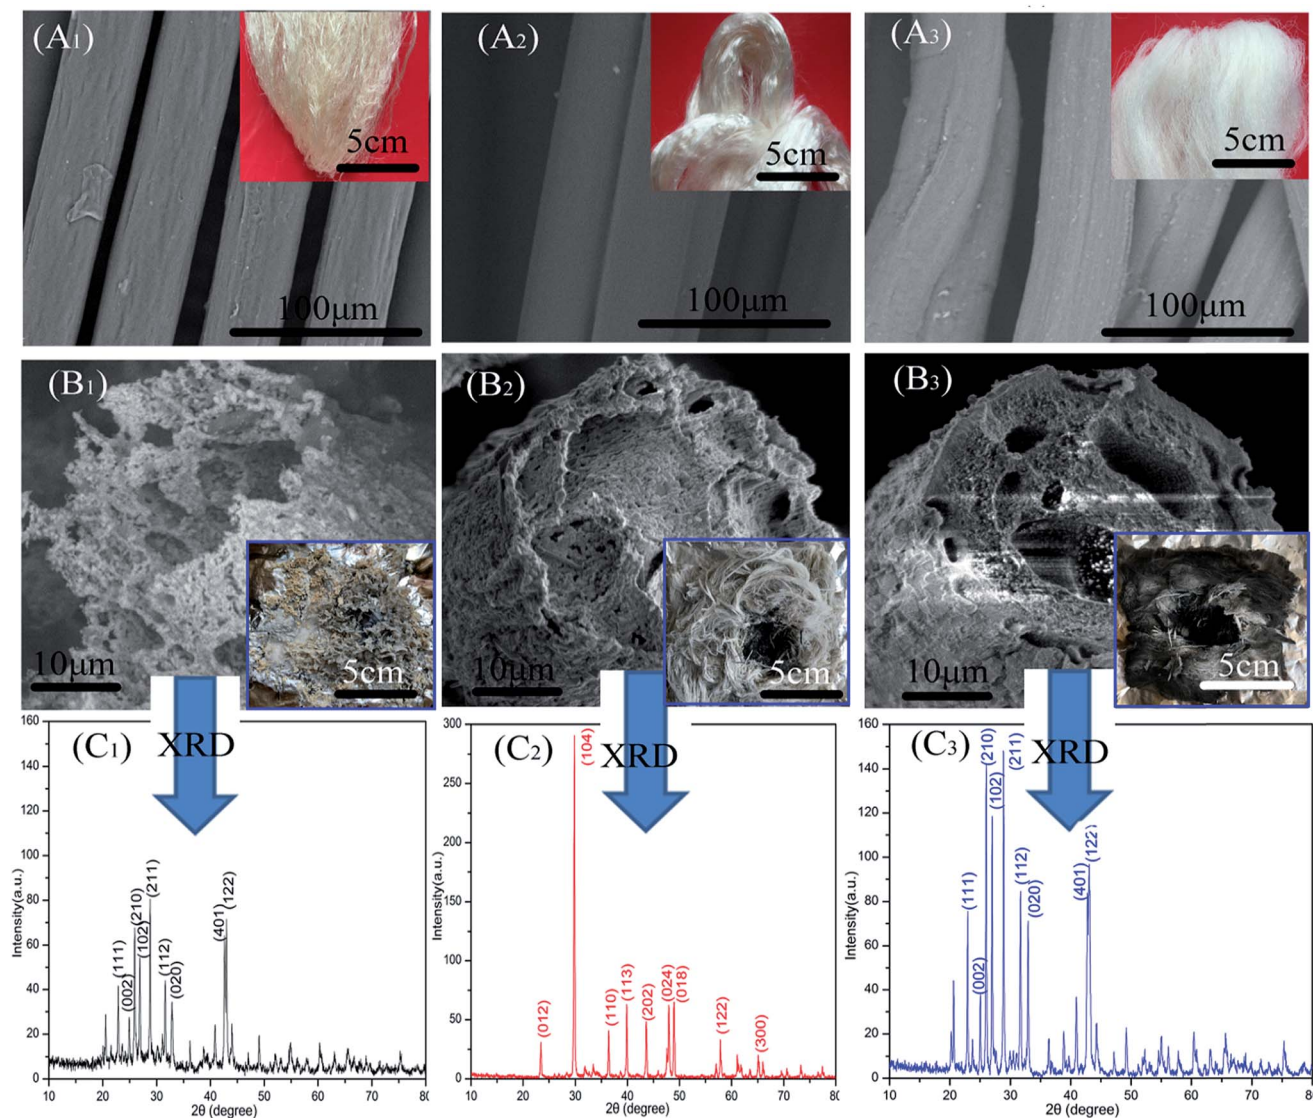 (A1)
5cm
100μm
(A2)
5cm
100μm
(A3)
5cm
100μm
(B1)
10μm
5cm
(B2)
10μm
5cm
(B3)
10μm
5cm
(C1)
XRD
160
140
120
100
80
60
40
20
0
Intensity(a.u.)
(111)
(002)
(210)
(102)
(211)
(112)
(020)
(401)
(122)
10 20 30 40 50 60 70 80
2θ (degree)
(C2)
XRD
300
250
200
150
100
50
0
Intensity(a.u.)
(012)
(104)
(110)
(113)
(202)
(024)
(018)
(122)
(300)
10 20 30 40 50 60 70 80
2θ (degree)
(C3)
XRD
160
140
120
100
80
60
40
20
0
Intensity(a.u.)
(111)
(002)
(210)
(102)
(211)
(112)
(020)
(401)
(122)
10 20 30 40 50 60 70
2θ (degree)